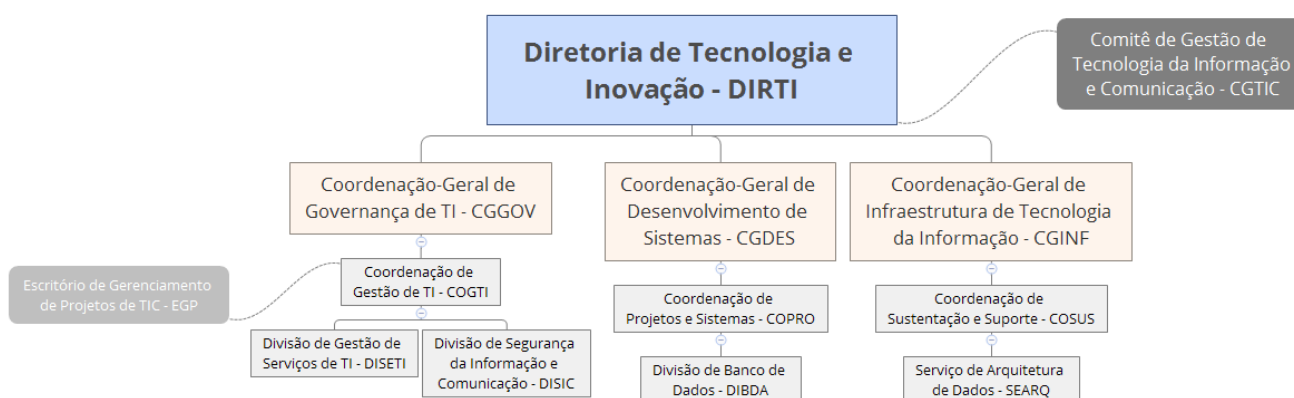 Diretoria de Tecnologia e
Inovação - DIRTI
Comitê de Gestão de
Tecnologia da Informação
e Comunicação - CGTIC
Coordenação-Geral de
Governança de TI - CGGOV
Coordenação-Geral de
Desenvolvimento de
Sistemas - CGDES
Coordenação-Geral de
Infraestrutura de Tecnologia
da Informação - CGINF
Escritório de Gerenciamento
de Projetos de TIC - EGP
Coordenação de
Gestão de TI - COGTI
Coordenação de
Projetos e Sistemas - COPRO
Coordenação de
Sustentação e Suporte - COSUS
Divisão de Gestão de
Serviços de TI - DISETI
Divisão de Segurança
da Informação e
Comunicação - DISIC
Divisão de Banco de
Dados - DIBDA
Serviço de Arquitetura
de Dados - SEARQ